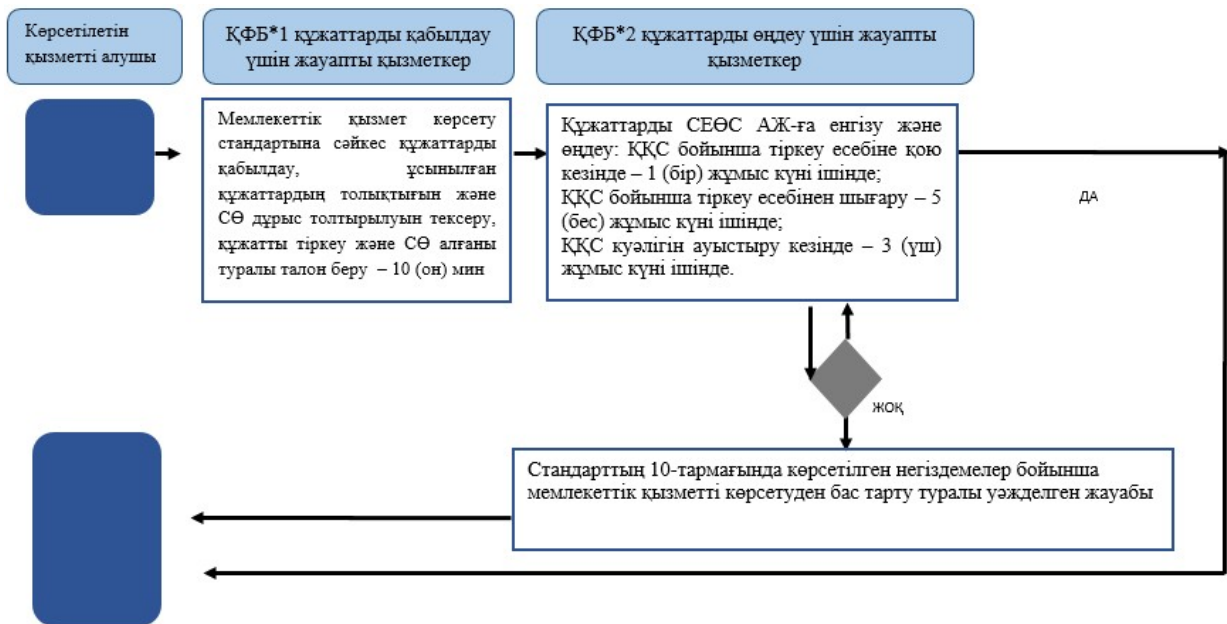 Көрсетілетін
қызметті алушы
ҚФБ*1 құжаттарды қабылдау
үшін жауапты қызметкер
ҚФБ*2 құжаттарды өңдеу үшін жауапты
қызметкер
Мемлекеттік қызмет көрсету
стандартына сәйкес құжаттарды
қабылдау, ұсынылған
құжаттардың толықтығын және
СӨ дұрыс толтырылуын тексеру,
құжатты тіркеу және СӨ алғаны
туралы талон беру – 10 (он) мин
Құжаттарды СЕӨС АЖ-ға енгізу және
өңдеу: ҚҚС бойынша тіркеу есебіне қою
кезінде – 1 (бір) жұмыс күні ішінде;
ҚҚС бойынша тіркеу есебінен шығару – 5
(бес) жұмыс күні ішінде;
ҚҚС куәлігін ауыстыру кезінде – 3 (үш)
жұмыс күні ішінде.
ДА
ЖОҚ
Стандарттың 10-тармағында көрсетілген негіздемелер бойынша
мемлекеттік қызметті көрсетуден бас тарту туралы уәжделген жауабы